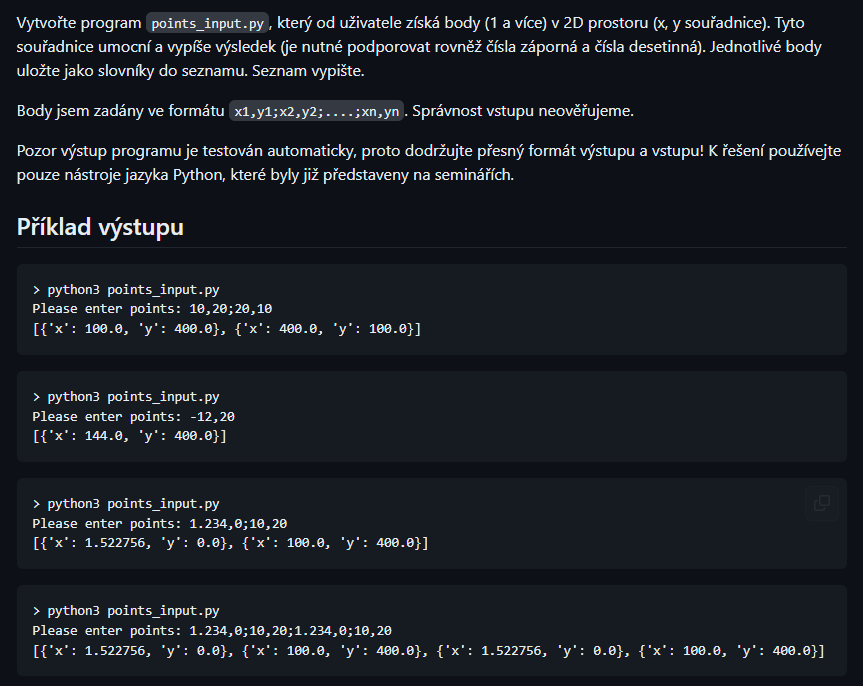 Vytvořte program points_input.py, který od uživatele získá body (1 a více) v 2D prostoru (x, y souřadnice). Tyto
souřadnice umocní a vypíše výsledek (je nutné podporovat rovněž čísla záporná a čísla desetinná). Jednotlivé body
uložte jako slovníky do seznamu. Seznam vypište.
Body jsem zadány ve formátu x1,y1;x2,y2;....;xn,yn. Správnost vstupu neověřujeme.
Pozor výstup programu je testován automaticky, proto dodržujte přesný formát výstupu a vstupu! K řešení používejte
pouze nástroje jazyka Python, které byly již představeny na seminářích.
Příklad výstupu
> python3 points_input.py
Please enter points: 10,20;20,10
[{'x': 100.0, 'y': 400.0}, {'x': 400.0, 'y': 100.0}]
> python3 points_input.py
Please enter points: -12,20
[{'x': 144.0, 'y': 400.0}]
> python3 points_input.py
Please enter points: 1.234,0;10,20
[{'x': 1.522756, 'y': 0.0}, {'x': 100.0, 'y': 400.0}]
> python3 points_input.py
Please enter points: 1.234,0;10,20;1.234,0;10,20
[{'x': 1.522756, 'y': 0.0}, {'x': 100.0, 'y': 400.0}, {'x': 1.522756, 'y': 0.0}, {'x': 100.0, 'y': 400.0}]